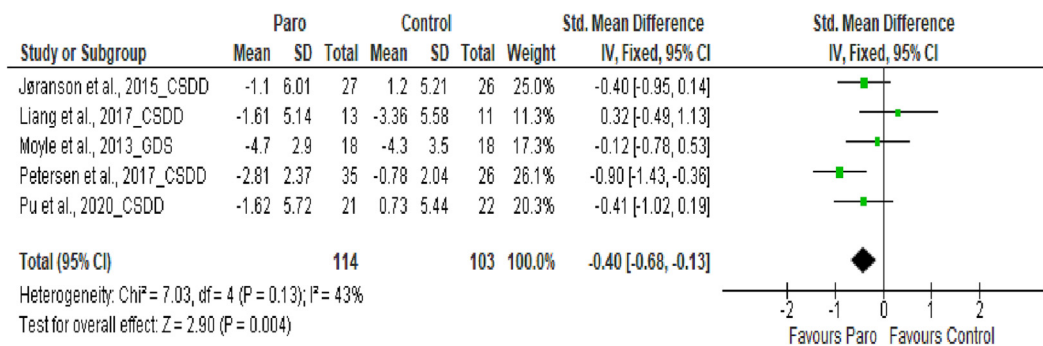 Paro Control Std. Mean Difference Std. Mean Difference
Study or Subgroup Mean SD Total Mean SD Total Weight IV, Fixed, 95% CI IV, Fixed, 95% CI
Jøranson et al., 2015_CSDD -1.1 6.01 27 1.2 5.21 26 25.0% -0.40 [-0.95, 0.14]
Liang et al., 2017_CSDD -1.61 5.14 13 -3.36 5.58 11 11.3% 0.32 [-0.49, 1.13]
Moyle et al., 2013_GDS -4.7 2.9 18 -4.3 3.5 18 17.3% -0.12 [-0.78, 0.53]
Petersen et al., 2017_CSDD -2.81 2.37 35 -0.78 2.04 26 26.1% -0.90 [-1.43, -0.36]
Pu et al., 2020_CSDD -1.62 5.72 21 0.73 5.44 22 20.3% -0.41 [-1.02, 0.19]
Total (95% CI) 114 103 100.0% -0.40 [-0.68, -0.13]
Heterogeneity: Chi² = 7.03, df = 4 (P = 0.13); I² = 43%
Test for overall effect: Z = 2.90 (P = 0.004)
-2 -1 0 1 2
Favours Paro Favours Control